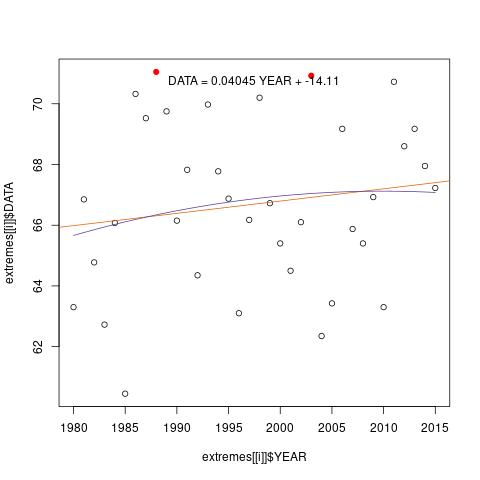 DATA = 0.04045 YEAR + -14.11
70
68
66
64
62
extremes[[i]]$DATA
1980 1985 1990 1995 2000 2005 2010 2015
extremes[[i]]$YEAR